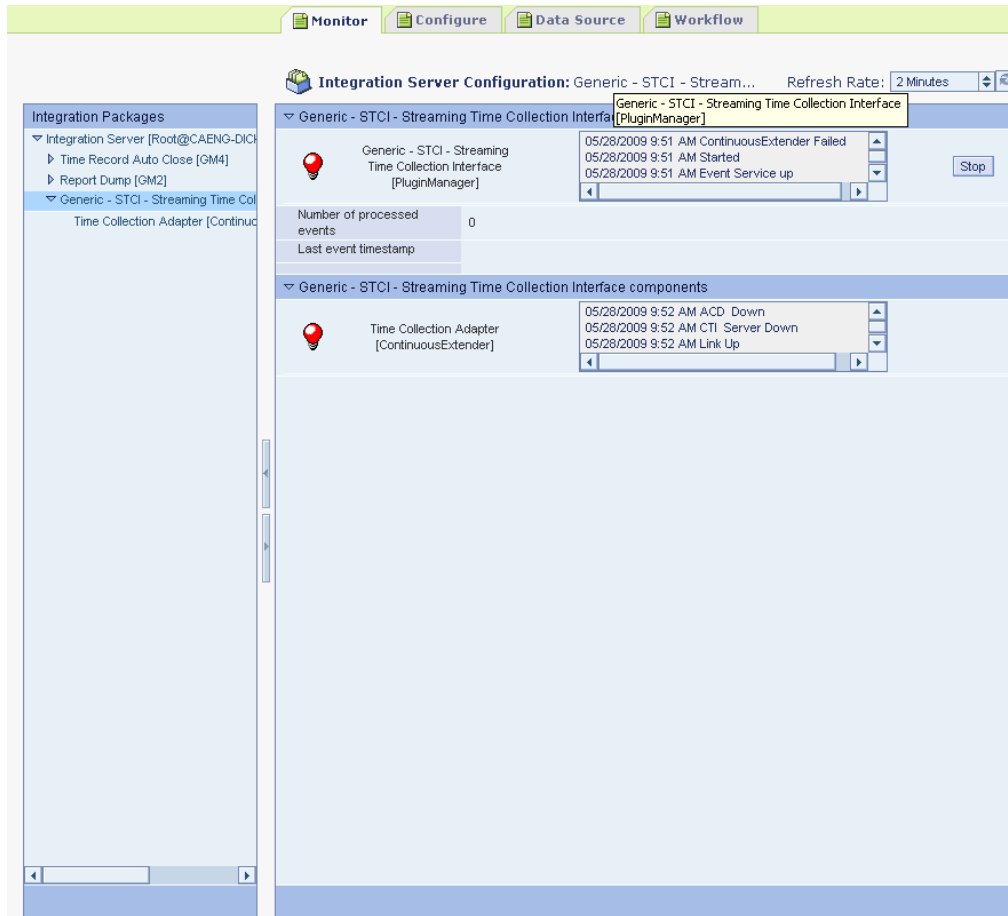 Monitor
Configure
Data Source
Workflow
Integration Server Configuration: Generic - STCI - Stream...
Refresh Rate: 2 Minutes
Generic - STCI - Streaming Time Collection Interface
[PluginManager]
Integration Packages
Integration Server [Root@CAENG-DICH
Time Record Auto Close [GM4]
Report Dump [GM2]
Generic - STCI - Streaming Time Col
Time Collection Adapter [Continuo
Generic - STCI - Streaming Time Collection Interfa
Generic - STCI - Streaming
Time Collection Interface
[PluginManager]
05/28/2009 9:51 AM ContinuousExtender Failed
05/28/2009 9:51 AM Started
05/28/2009 9:51 AM Event Service up
Stop
Number of processed
events
0
Last event timestamp
Generic - STCI - Streaming Time Collection Interface components
Time Collection Adapter
[ContinuousExtender]
05/28/2009 9:52 AM ACD Down
05/28/2009 9:52 AM CTI Server Down
05/28/2009 9:52 AM Link Up